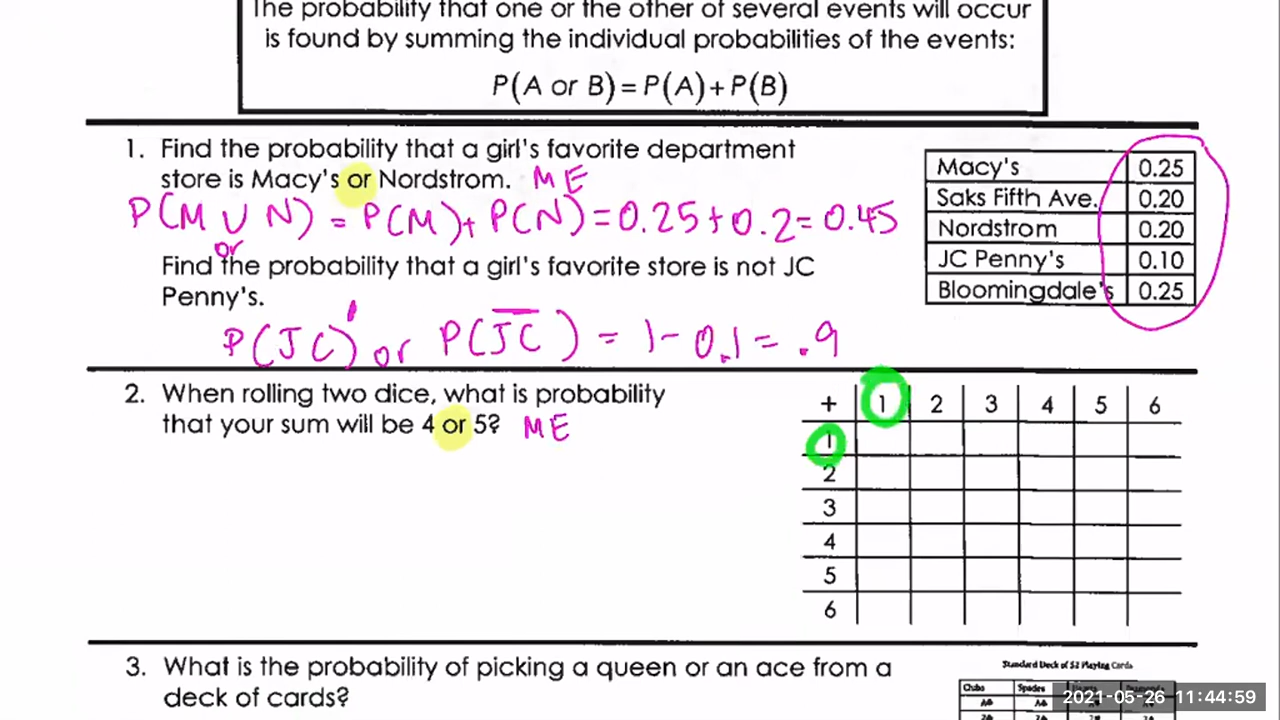 The probability that one or the other of several events will occur
is found by summing the individual probabilities of the events:
P(A or B) = P(A) + P(B)
1. Find the probability that a girl's favorite department
store is Macy's or Nordstrom. ME
P(M ∪ N) = P(M) + P(N) = 0.25 + 0.2 = 0.45
or
Find the probability that a girl's favorite store is not JC
Penny's.
P(JC)' or P(J̅C̅) = 1 - 0.1 = .9
Macy's 0.25
Saks Fifth Ave. 0.20
Nordstrom 0.20
JC Penny's 0.10
Bloomingdale's 0.25
2. When rolling two dice, what is probability
that your sum will be 4 or 5? ME
+ 1 2 3 4 5 6
1
2
3
4
5
6
3. What is the probability of picking a queen or an ace from a
deck of cards?
Standard Deck of 52 Playing Cards
Clubs Spades
A♣ A♠
2021-05-26 11:44:59